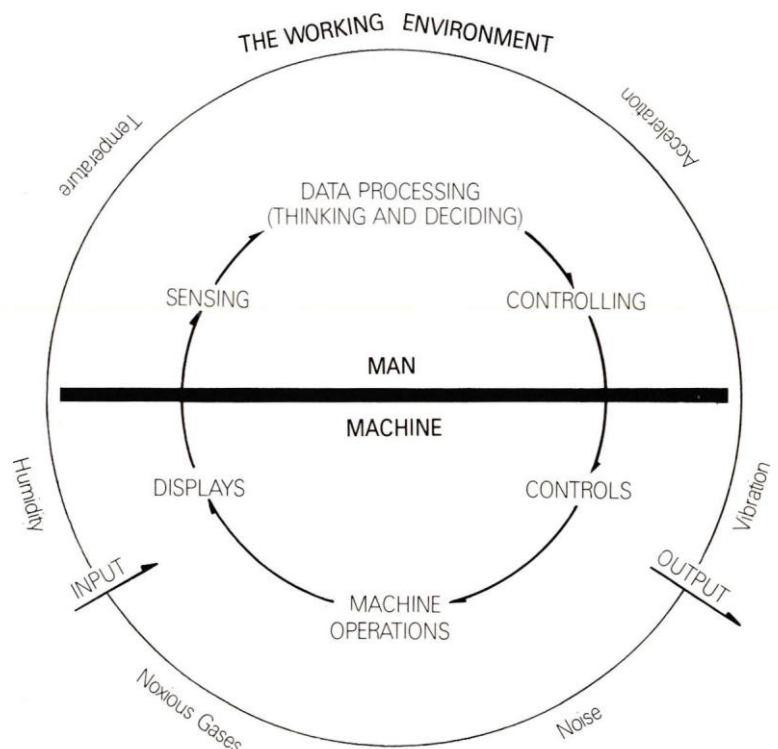 THE WORKING ENVIRONMENT
Temperature
Acceleration
DATA PROCESSING
(THINKING AND DECIDING)
SENSING
CONTROLLING
MAN
MACHINE
DISPLAYS
CONTROLS
Humidity
Vibration
INPUT
OUTPUT
MACHINE
OPERATIONS
Noxious Gases
Noise